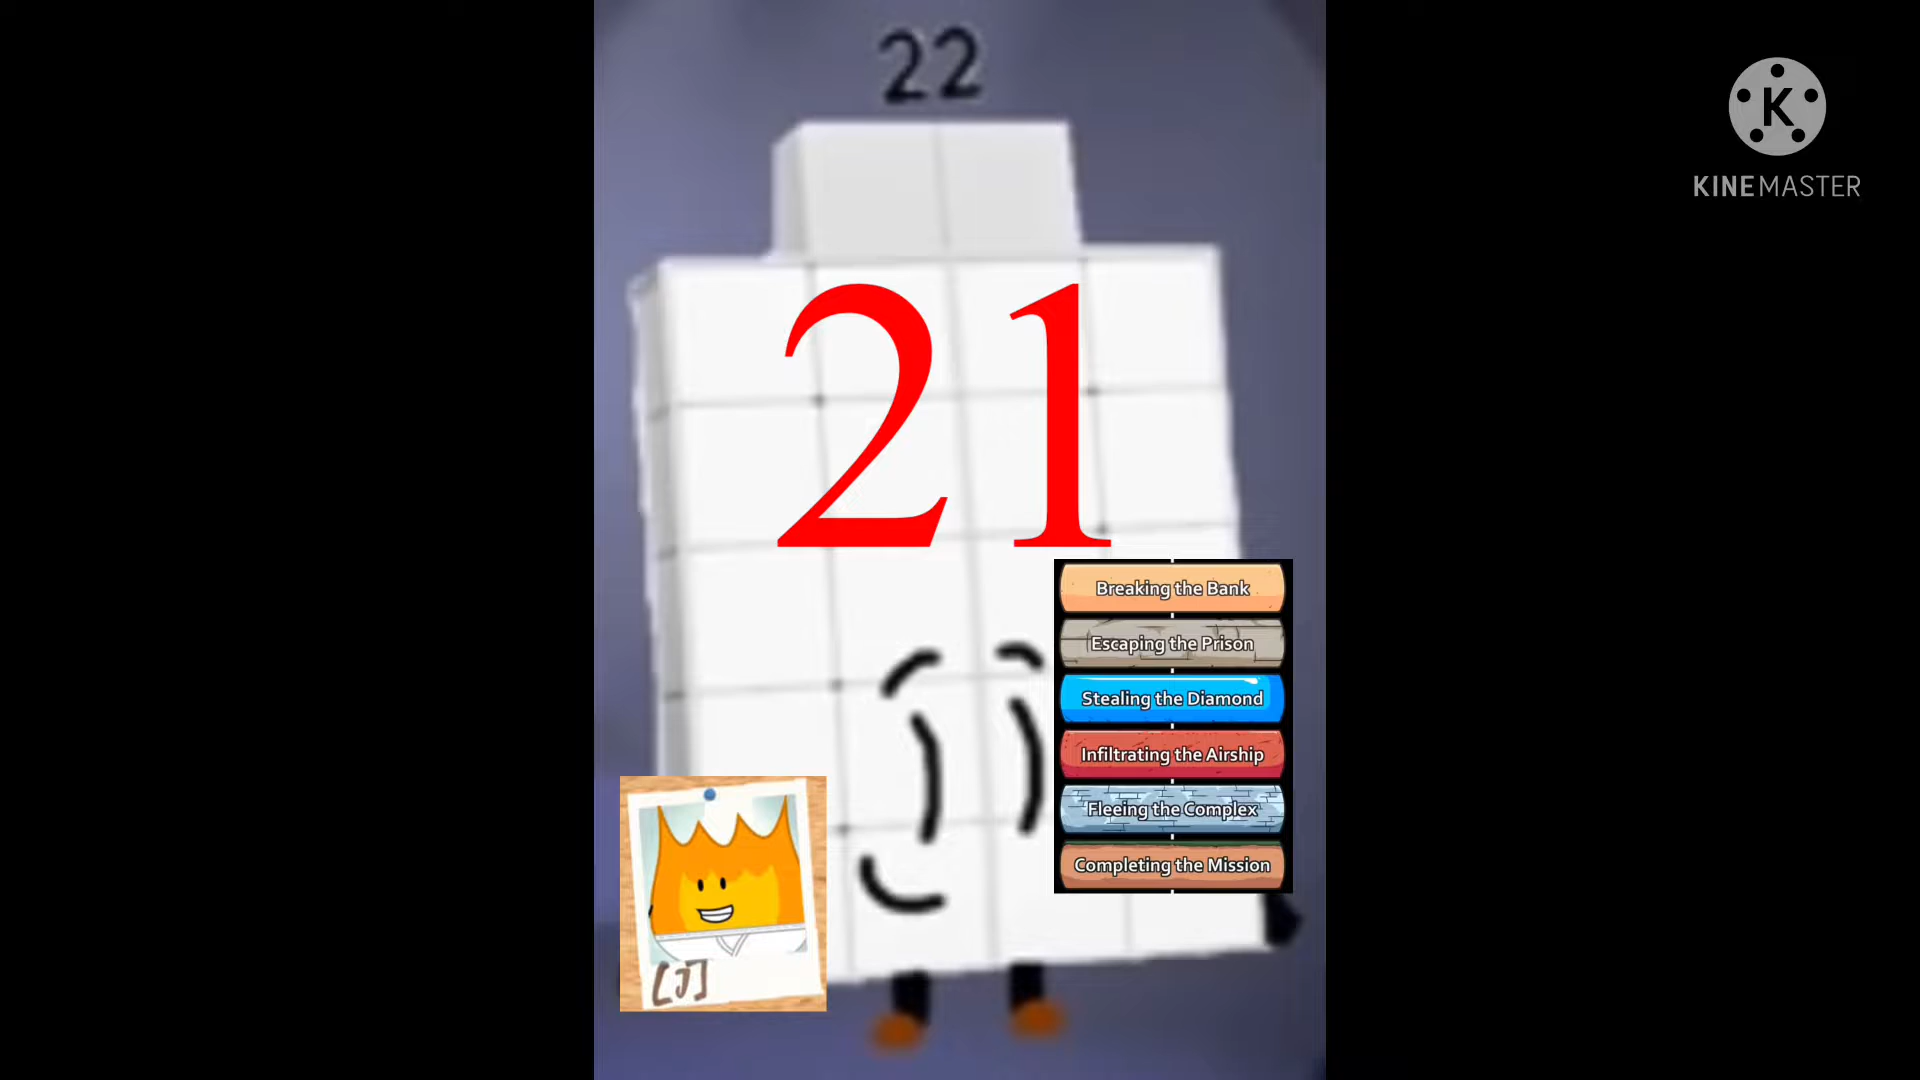 22
K
KINEMASTER
21
Breaking the Bank
Escaping the Prison
Stealing the Diamond
Infiltrating the Airship
Fleeing the Complex
Completing the Mission
[J]